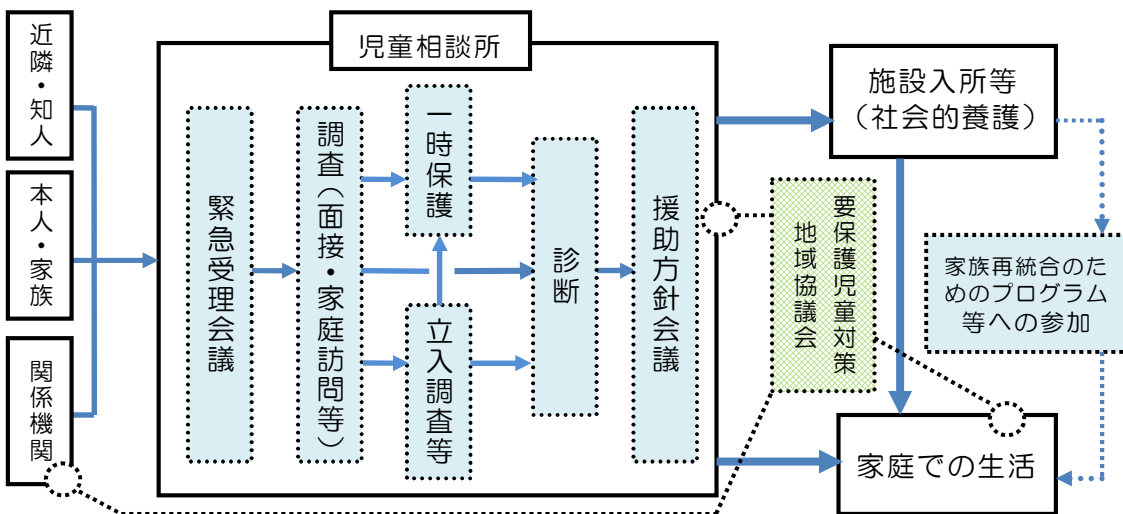 近隣・知人
本人・家族
関係機関
児童相談所
緊急受理会議
調査（面接・家庭訪問等）
一時保護
立入調査等
診断
援助方針会議
要保護児童対策
地域協議会
施設入所等
（社会的養護）
家族再統合のた
めのプログラム
等への参加
家庭での生活